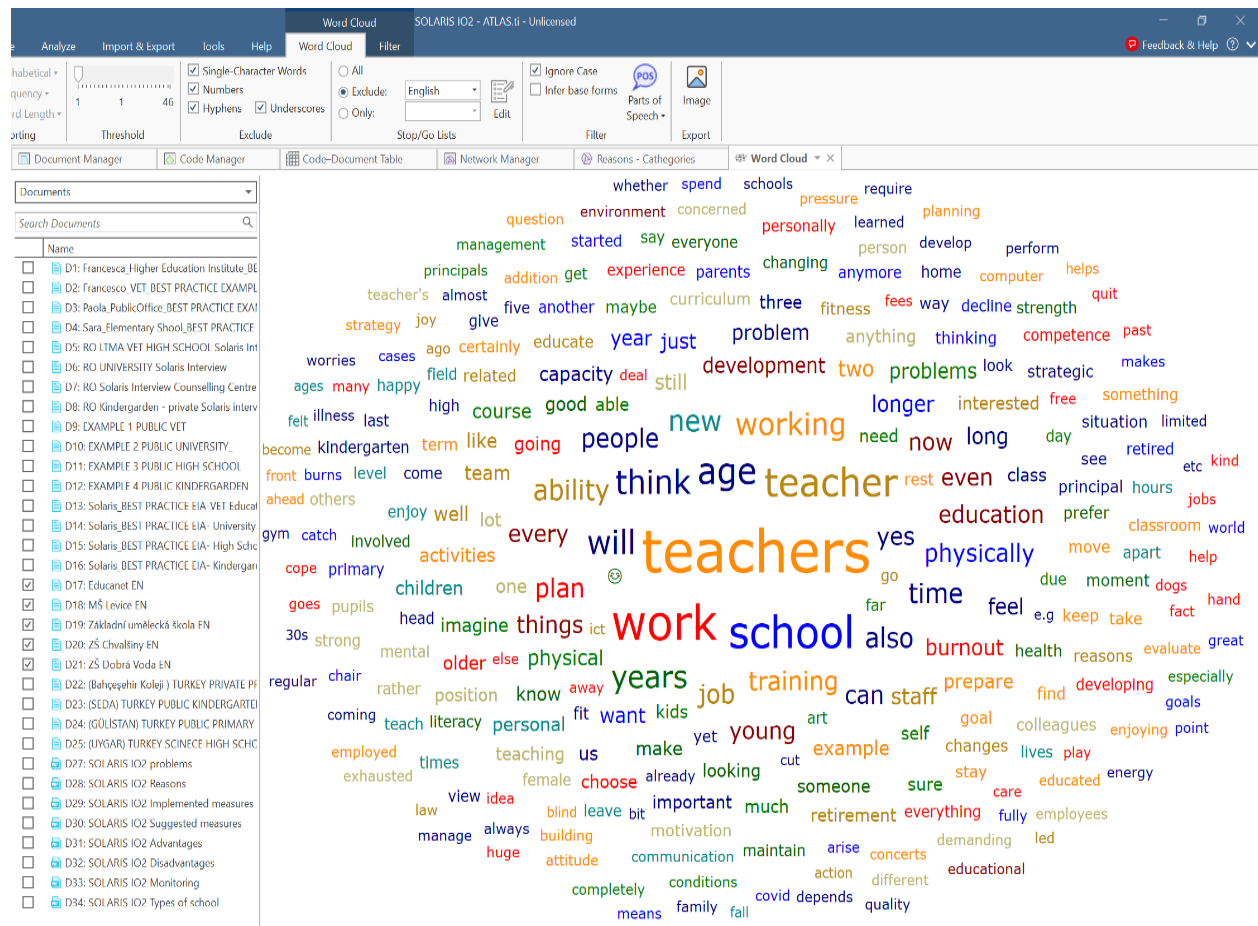 Word Cloud SOLARIS IO2 - ATLAS.ti - Unlicensed
Analyze Import & Export Tools Help Word Cloud Filter Feedback & Help
Single-Character Words All Ignore Case
Numbers Exclude: English Infer base forms
1 1 46 Hyphens Underscores Only: Edit Parts of Speech Image
POS
Threshold Exclude Stop/Go Lists Filter Export
Document Manager Code Manager Code-Document Table Network Manager Reasons - Cathegories Word Cloud
Documents
Search Documents
Name
D1: Francesca_Higher Education Institute_BE
D2: Francesco_VET_BEST PRACTICE EXAMPL
D3: Paola_PublicOffice_BEST PRACTICE EXA
D4: Sara_Elementary Shool_BEST PRACTICE
D5: RO LTMA VET HIGH SCHOOL Solaris Int
D6: RO UNIVERSITY Solaris Interview
D7: RO Solaris Interview Counselling Centre
D8: RO Kindergarden - private Solaris interv
D9: EXAMPLE 1 PUBLIC VET
D10: EXAMPLE 2 PUBLIC UNIVERSITY_
D11: EXAMPLE 3 PUBLIC HIGH SCHOOL
D12: EXAMPLE 4 PUBLIC KINDERGARDEN
D13: Solaris_BEST PRACTICE EIA-VET Educat
D14: Solaris_BEST PRACTICE EIA- University
D15: Solaris_BEST PRACTICE EIA- High Scho
D16: Solaris_BEST PRACTICE EIA- Kindergar
D17: Educanet EN
D18: MŠ Levice EN
D19: Základní umělecká škola EN
D20: ZŠ Chvalšiny EN
D21: ZŠ Dobrá Voda EN
D22: (Bahçeşehir Koleji ) TURKEY PRIVATE PF
D23: (SEDA) TURKEY PUBLIC KINDERGARTE
D24: (GÜLİSTAN) TURKEY PUBLIC PRIMARY
D25: (UYGAR) TURKEY SCINECE HIGH SCHC
D27: SOLARIS IO2 problems
D28: SOLARIS IO2 Reasons
D29: SOLARIS IO2 Implemented measures
D30: SOLARIS IO2 Suggested measures
D31: SOLARIS IO2 Advantages
D32: SOLARIS IO2 Disadvantages
D33: SOLARIS IO2 Monitoring
D34: SOLARIS IO2 Types of school
whether spend schools require
pressure
question environment concerned personally learned planning
management started say everyone person develop perform
principals addition get experience parents changing anymore home computer helps
teacher's almost five another maybe curriculum three fitness fees way decline strength quit
strategy joy give year just problem anything thinking competence past
worries cases ago certainly educate development two problems look strategic makes
ages many happy field related capacity deal still longer interested free something
felt illness last high course good able new working situation limited
become kindergarten term like going people need now long day retired
front burns level come team think age teacher rest even class see etc kind
ahead others ability principal hours jobs
enjoy well lot education prefer classroom world
gym catch involved activities every will teachers yes physically move apart help
cope primary children one plan go time due moment dogs
goes pupils head imagine things ict work school far feel e.g keep take fact hand
30s strong mental older else physical also burnout health reasons evaluate great
regular chair rather position know away years job training can staff prepare find developing especially
coming teach literacy personal fit want kids art self goal colleagues goals
employed times teaching us make yet young example changes lives play enjoying point
exhausted female choose already looking cut someone sure stay educated energy
law view idea blind leave bit important much retirement everything care fully employees
manage always building motivation demanding led
huge attitude communication maintain arise concerts educational
completely conditions action different
means family fall covid depends quality